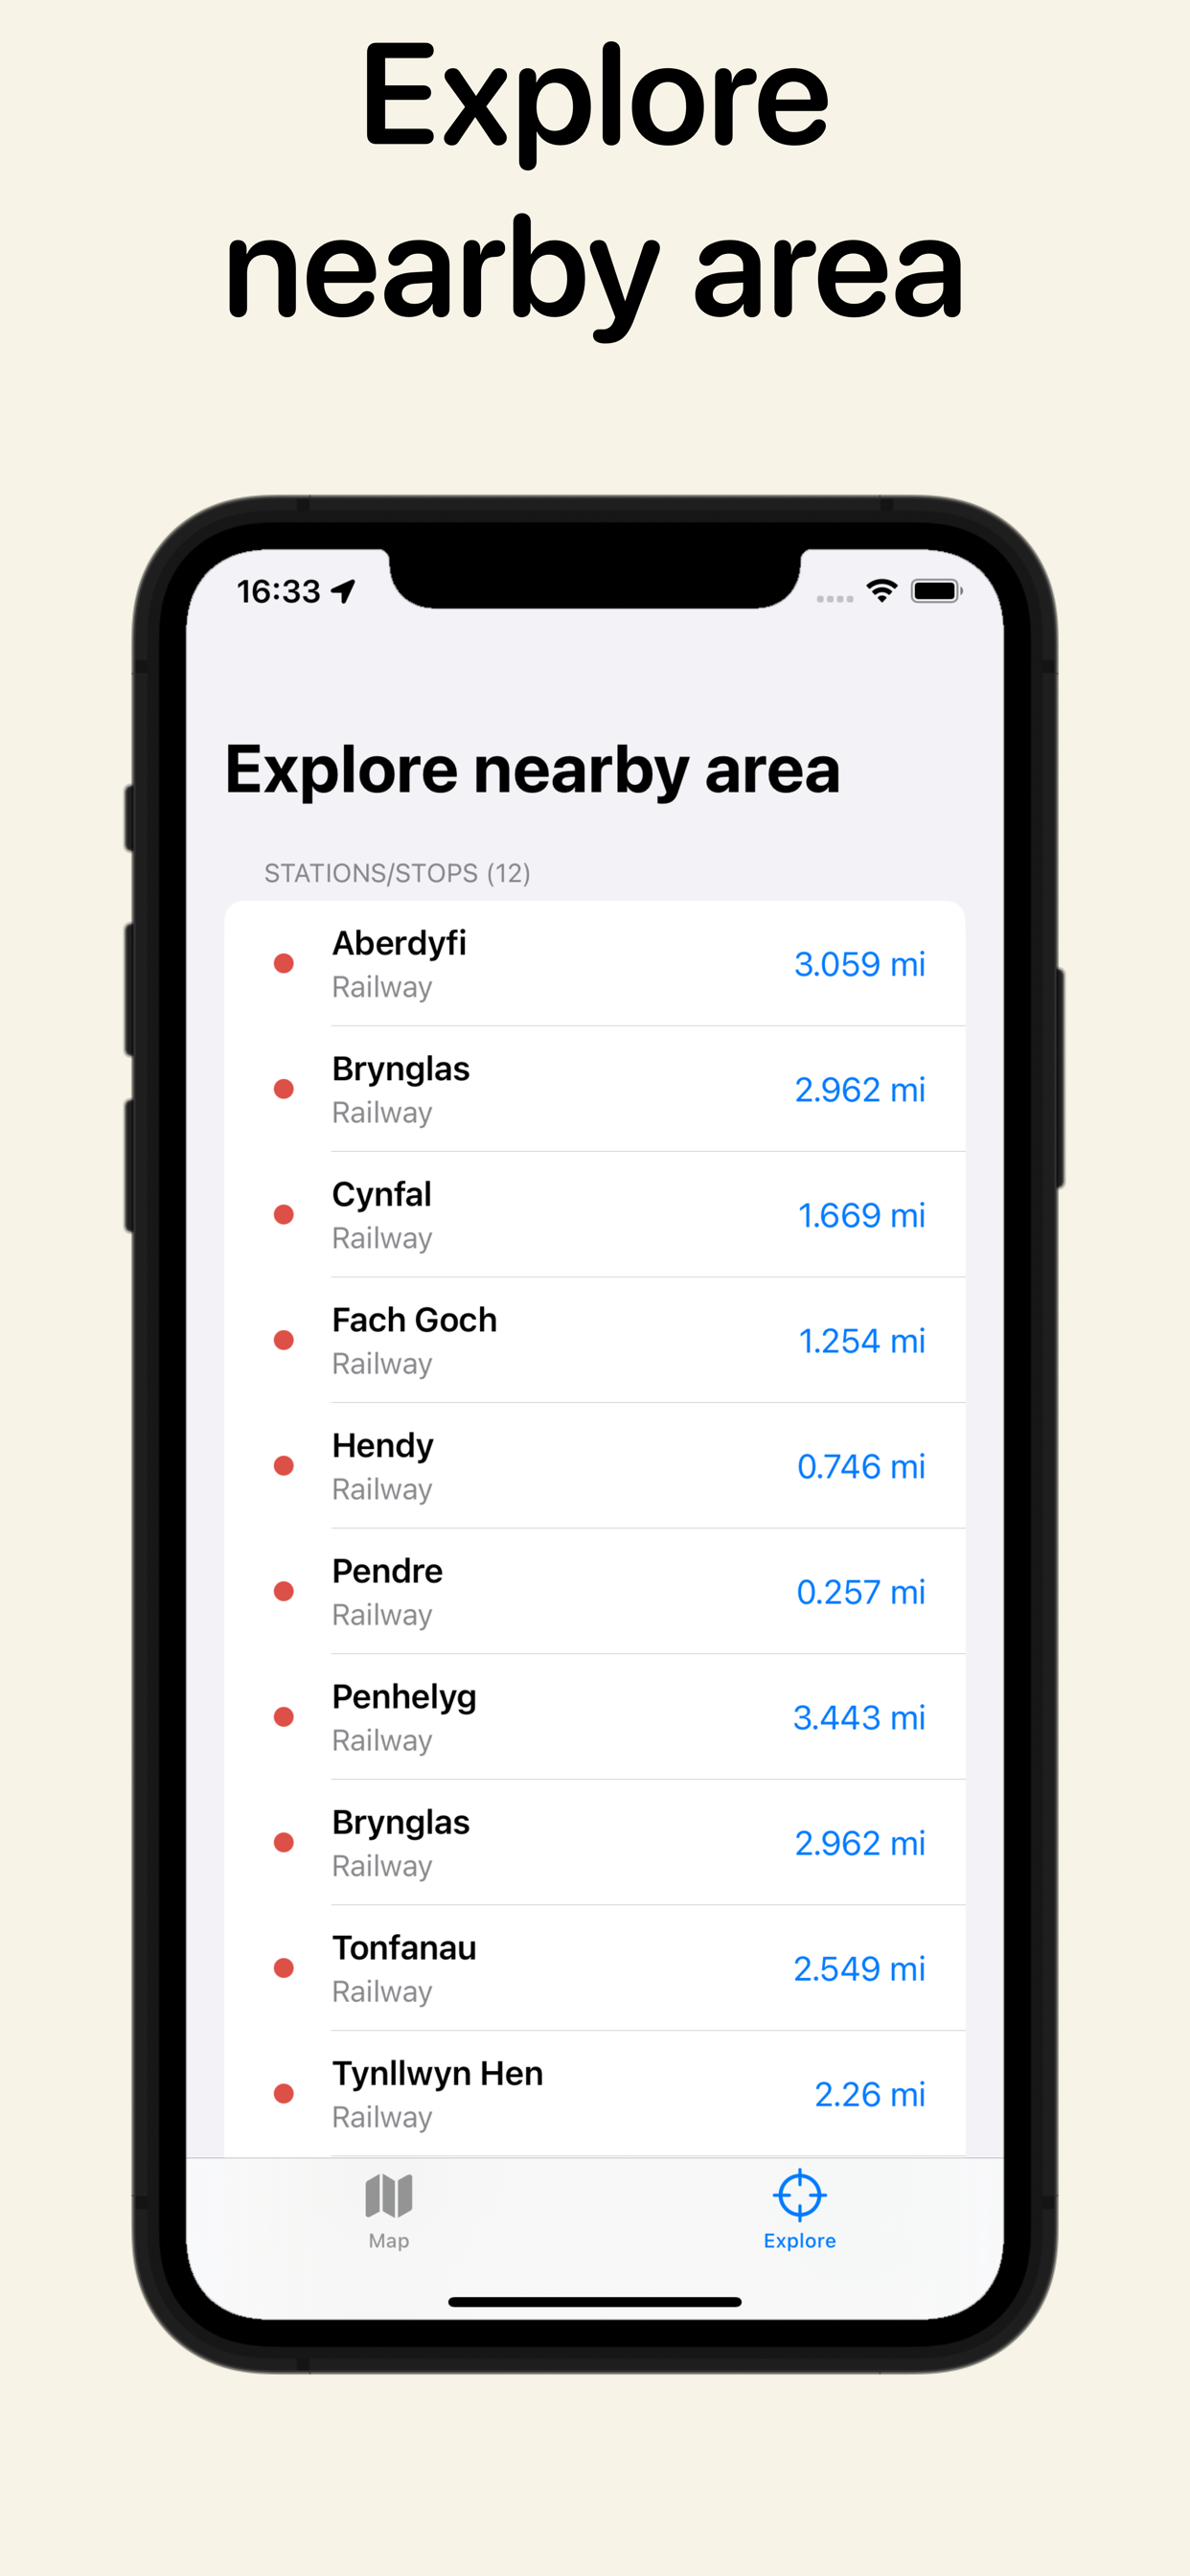 Explore
nearby area
16:33
Explore nearby area
STATIONS/STOPS (12)
Aberdyfi
Railway
3.059 mi
Brynglas
Railway
2.962 mi
Cynfal
Railway
1.669 mi
Fach Goch
Railway
1.254 mi
Hendy
Railway
0.746 mi
Pendre
Railway
0.257 mi
Penhelyg
Railway
3.443 mi
Brynglas
Railway
2.962 mi
Tonfanau
Railway
2.549 mi
Tynllwyn Hen
Railway
2.26 mi
Map
Explore